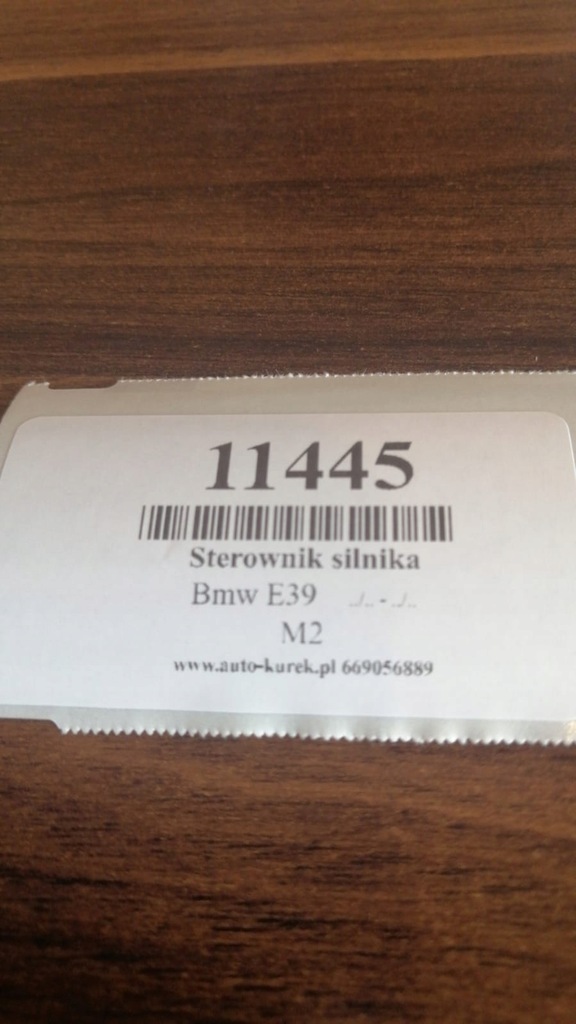 11445
Sterownik silnika
Bmw E39 ../.. - ../..
M2
www.auto-kurek.pl 669056889